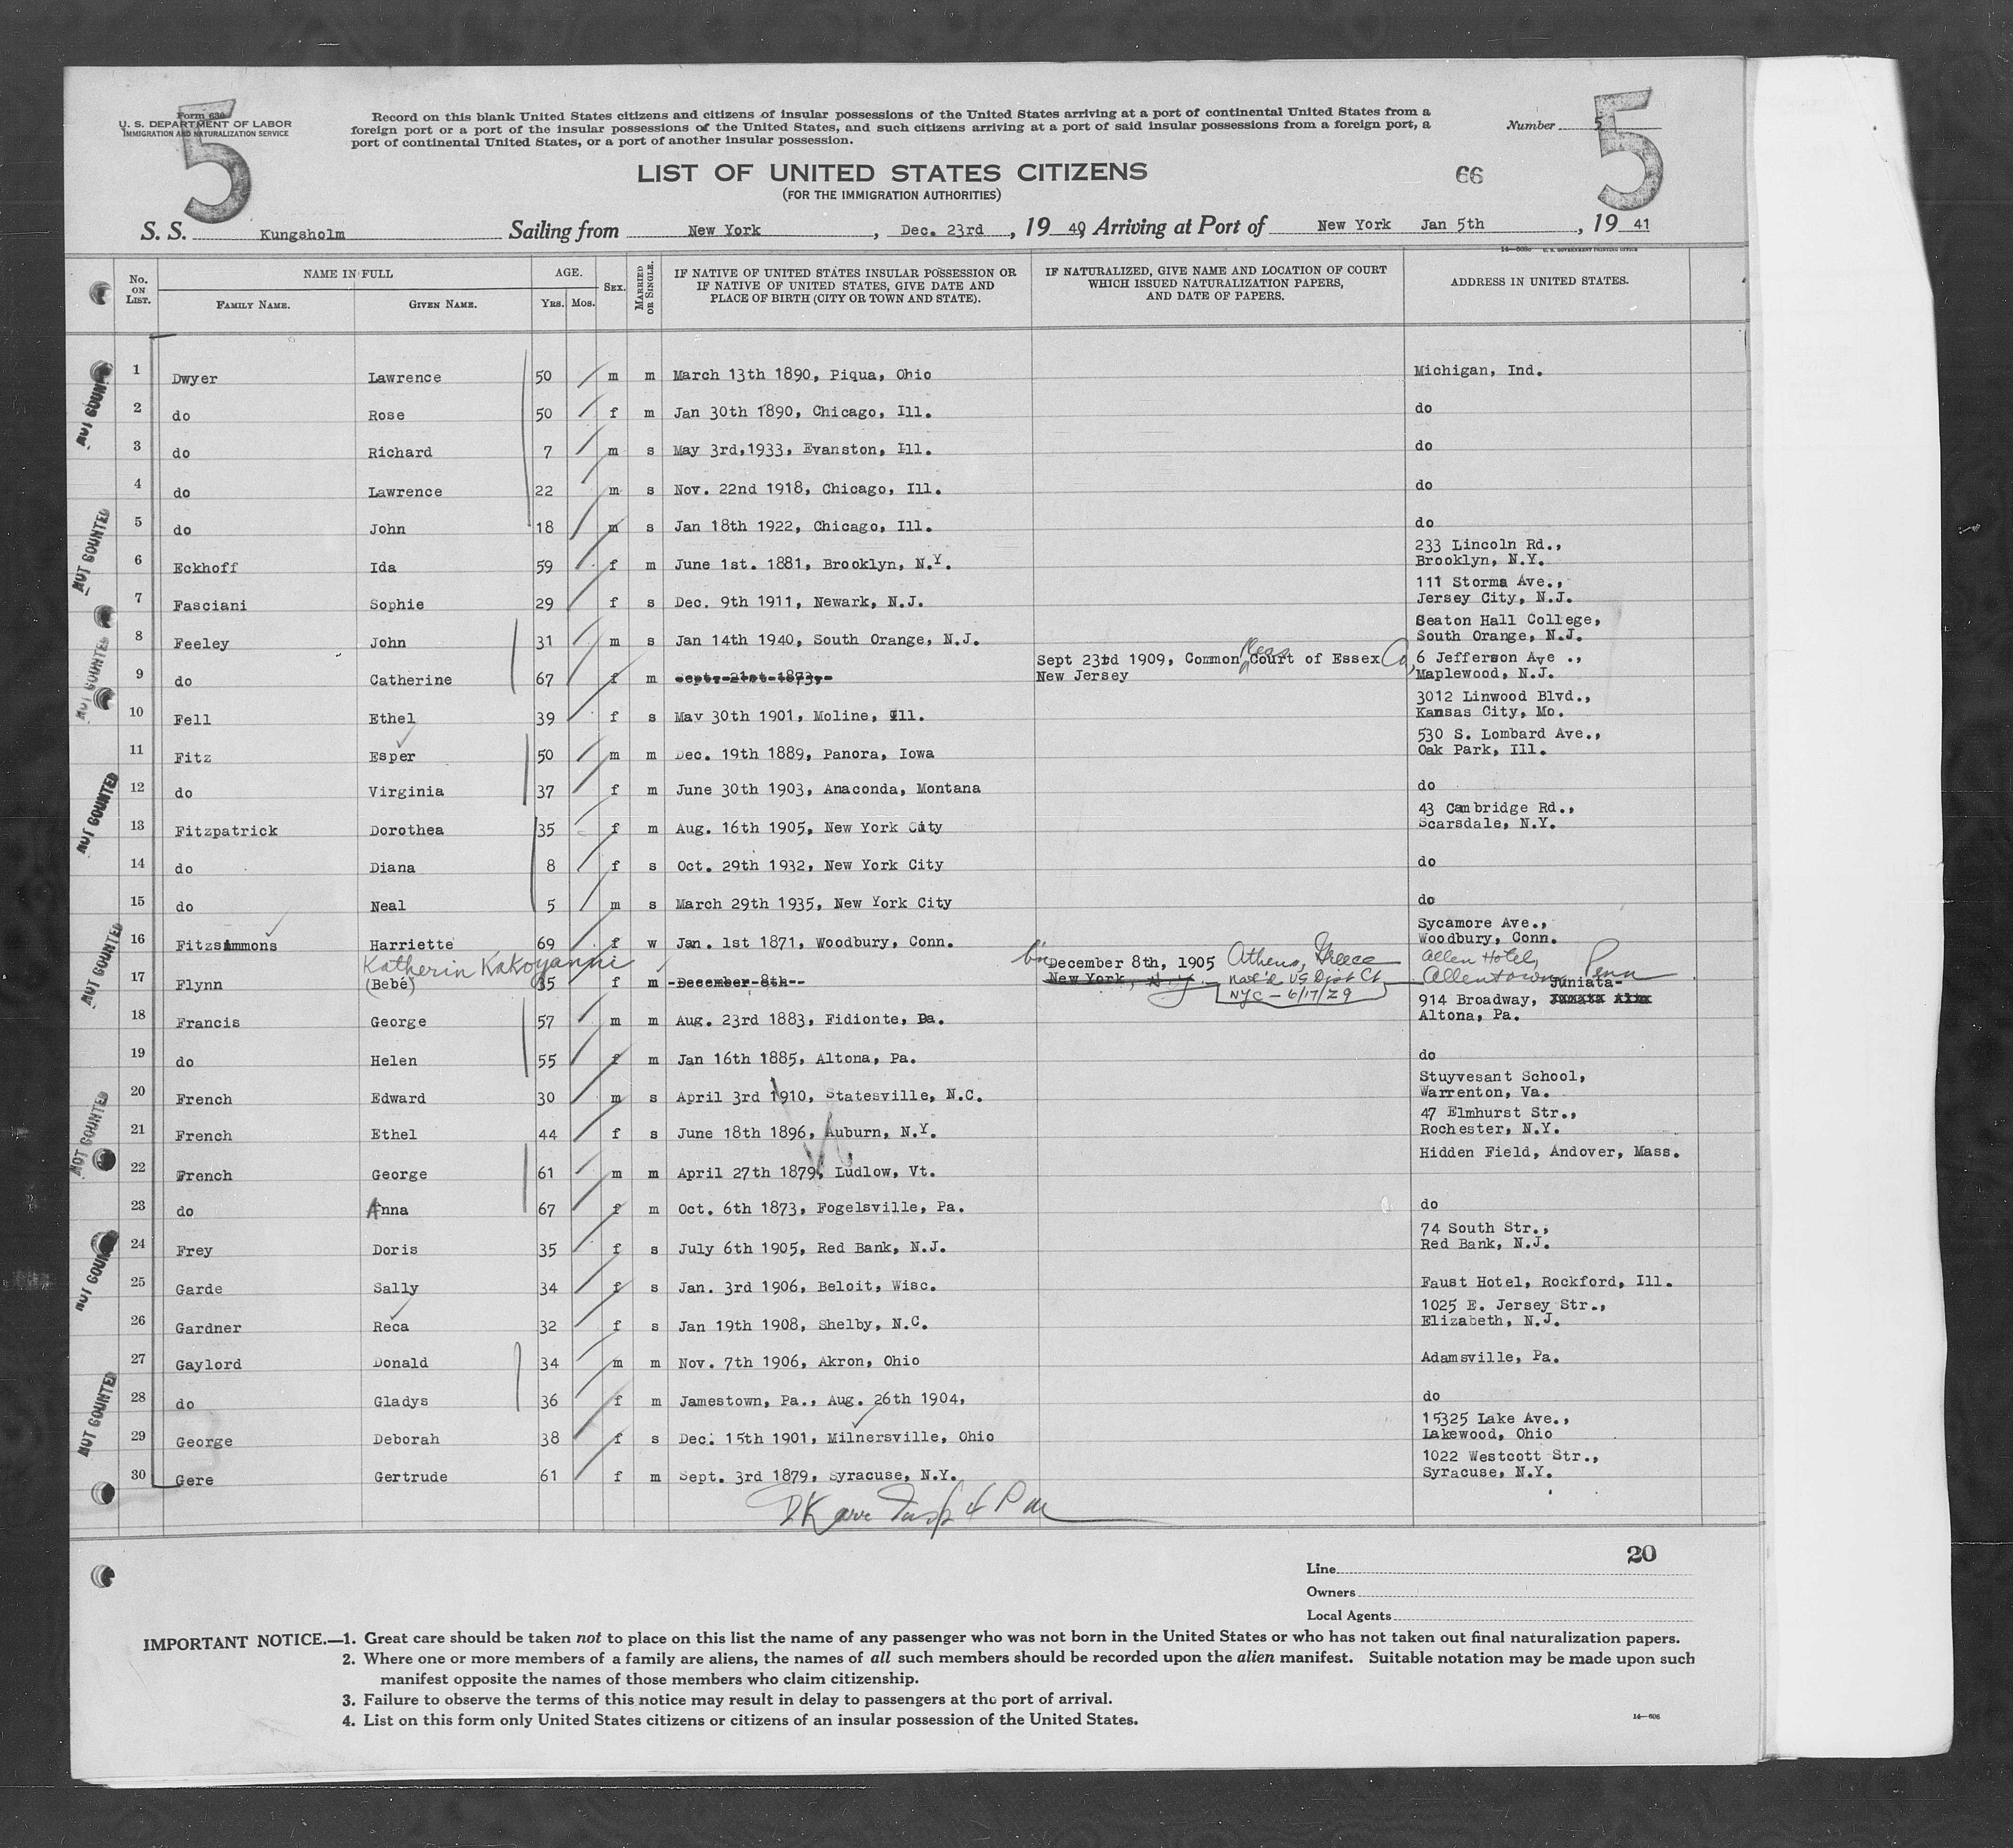 5
Form 630
U. S. DEPARTMENT OF LABOR
IMMIGRATION AND NATURALIZATION SERVICE
Record on this blank United States citizens and citizens of insular possessions of the United States arriving at a port of continental United States from a
foreign port or a port of the insular possessions of the United States, and such citizens arriving at a port of said insular possessions from a foreign port, a
port of continental United States, or a port of another insular possession.
Number 5
5
LIST OF UNITED STATES CITIZENS
66
(FOR THE IMMIGRATION AUTHORITIES)
S. S. Kungsholm Sailing from New York, Dec. 23rd, 19 40, Arriving at Port of New York Jan 5th, 19 41
U. S. GOVERNMENT PRINTING OFFICE
No. ON LIST. NAME IN FULL FAMILY NAME. GIVEN NAME. AGE. YRS. MOS. SEX. MARRIED OR SINGLE. IF NATIVE OF UNITED STATES INSULAR POSSESSION OR IF NATIVE OF UNITED STATES, GIVE DATE AND PLACE OF BIRTH (CITY OR TOWN AND STATE). IF NATURALIZED, GIVE NAME AND LOCATION OF COURT WHICH ISSUED NATURALIZATION PAPERS, AND DATE OF PAPERS. ADDRESS IN UNITED STATES.
1 Dwyer Lawrence 50 m m March 13th 1890, Piqua, Ohio Michigan, Ind.
2 do Rose 50 f m Jan 30th 1890, Chicago, Ill. do
3 do Richard 7 m s May 3rd,1933, Evanston, Ill. do
4 do Lawrence 22 m s Nov. 22nd 1918, Chicago, Ill. do
5 do John 18 m s Jan 18th 1922, Chicago, Ill. do
6 Eckhoff Ida 59 f m June 1st. 1881, Brooklyn, N.Y. 233 Lincoln Rd., Brooklyn, N.Y.
7 Fasciani Sophie 29 f s Dec. 9th 1911, Newark, N.J. 111 Storma Ave., Jersey City, N.J.
8 Feeley John 31 m s Jan 14th 1940, South Orange, N.J. Seaton Hall College, South Orange, N.J.
9 do Catherine 67 f m Sept. 21st 1873, Sept 23td 1909, Common Pleas Court of Essex Co, New Jersey 6 Jefferson Ave ., Maplewood, N.J.
10 Fell Ethel 39 f s May 30th 1901, Moline, Ill. 3012 Linwood Blvd., Kansas City, Mo.
11 Fitz Esper 50 m m Dec. 19th 1889, Panora, Iowa 530 S. Lombard Ave., Oak Park, Ill.
12 do Virginia 37 f m June 30th 1903, Anaconda, Montana do
13 Fitzpatrick Dorothea 35 f m Aug. 16th 1905, New York City 43 Cambridge Rd., Scarsdale, N.Y.
14 do Diana 8 f s Oct. 29th 1932, New York City do
15 do Neal 5 m s March 29th 1935, New York City do
16 Fitzsimmons Harriette 69 f w Jan. 1st 1871, Woodbury, Conn. Sycamore Ave., Woodbury, Conn.
Katherin Kakoyanni
17 Flynn (Bebe) 35 f m -December-8th-- bn December 8th, 1905 Athens, Greece New York, N.Y. nat'd US Dist Ct NYC - 6/17/29 Allen Hotel, Allentown Penn
18 Francis George 57 m m Aug. 23rd 1883, Fidionte, Pa. 914 Broadway, Juniata- Altona, Pa.
19 do Helen 55 f m Jan 16th 1885, Altona, Pa. do
20 French Edward 30 m s April 3rd 1910, Statesville, N.C. Stuyvesant School, Warrenton, Va.
21 French Ethel 44 f s June 18th 1896, Auburn, N.Y. 47 Elmhurst Str., Rochester, N.Y.
22 French George 61 m m April 27th 1879, Ludlow, Vt. Hidden Field, Andover, Mass.
23 do Anna 67 f m Oct. 6th 1873, Fogelsville, Pa. do
24 Frey Doris 35 f s July 6th 1905, Red Bank, N.J. 74 South Str., Red Bank, N.J.
25 Garde Sally 34 f s Jan. 3rd 1906, Beloit, Wisc. Faust Hotel, Rockford, Ill.
26 Gardner Reca 32 f s Jan 19th 1908, Shelby, N.C. 1025 E. Jersey Str., Elizabeth, N.J.
27 Gaylord Donald 34 m m Nov. 7th 1906, Akron, Ohio Adamsville, Pa.
28 do Gladys 36 f m Jamestown, Pa., Aug. 26th 1904, do
29 George Deborah 38 f s Dec. 15th 1901, Milnersville, Ohio 15325 Lake Ave., Lakewood, Ohio
30 Gere Gertrude 61 f m Sept. 3rd 1879, Syracuse, N.Y. 1022 Westcott Str., Syracuse, N.Y.
NOT COUNTED
NOT COUNTED
NOT COUNTED
NOT COUNTED
NOT COUNTED
NOT COUNTED
NOT COUNTED
NOT COUNTED
20
Line
Owners
Local Agents
IMPORTANT NOTICE.—1. Great care should be taken not to place on this list the name of any passenger who was not born in the United States or who has not taken out final naturalization papers.
2. Where one or more members of a family are aliens, the names of all such members should be recorded upon the alien manifest. Suitable notation may be made upon such
manifest opposite the names of those members who claim citizenship.
3. Failure to observe the terms of this notice may result in delay to passengers at the port of arrival.
4. List on this form only United States citizens or citizens of an insular possession of the United States.
14—606